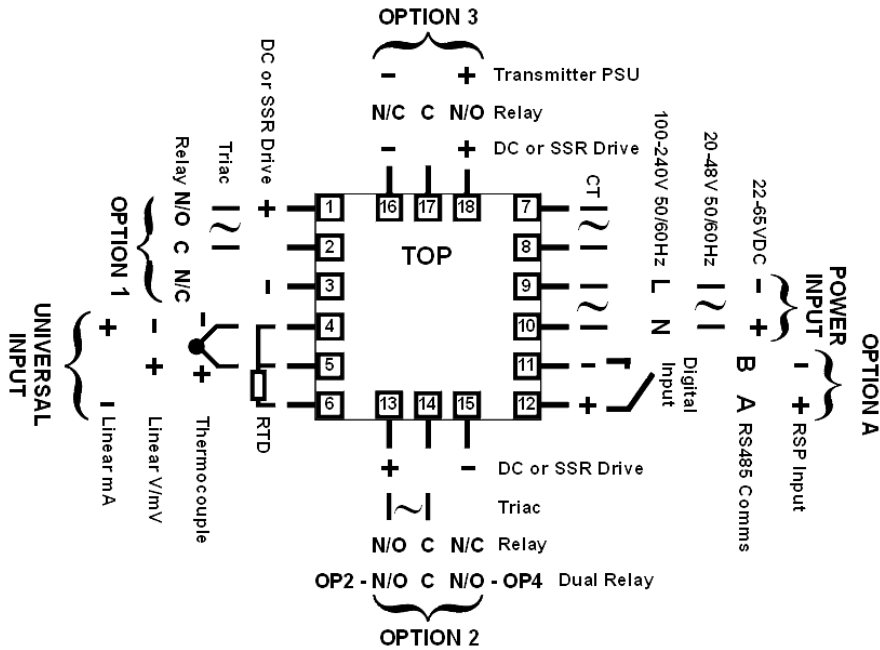 OPTION 3
- + Transmitter PSU
N/C C N/O Relay
- + DC or SSR Drive
16 17 18
TOP
1
2
3
4
5
6
7
8
9
10
11
12
13 14 15
+ - DC or SSR Drive
~ Triac
N/O C N/C Relay
OP2 - N/O C N/O - OP4 Dual Relay
OPTION 2
DC or SSR Drive
+ -
Triac
~
Relay N/O C N/C
OPTION 1
UNIVERSAL INPUT
+ - Linear mA
- + Linear V/mV
- + Thermocouple
RTD
CT
~
100-240V 50/60Hz L N
~
20-48V 50/60Hz
~
22-65VDC - +
POWER INPUT
- + Digital Input
B A RS485 Comms
- + RSP Input
OPTION A